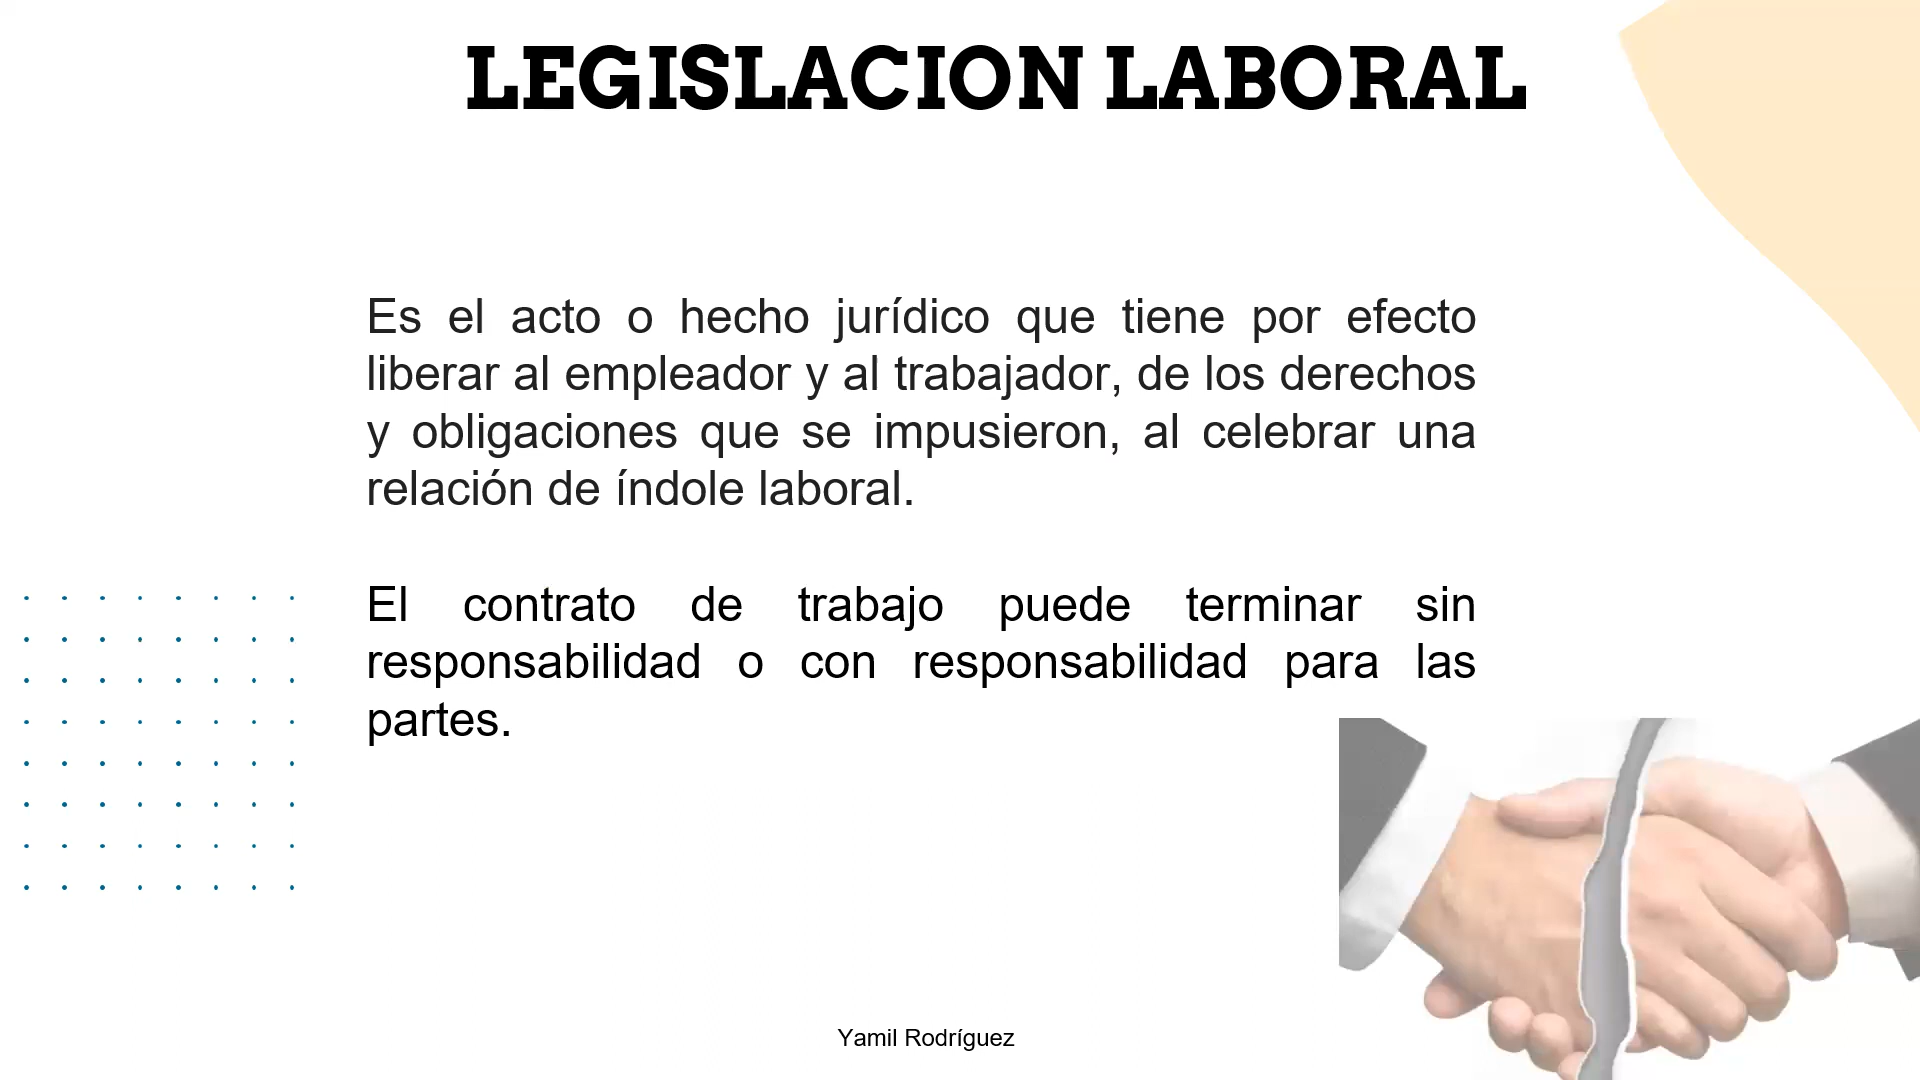 LEGISLACION LABORAL
Es el acto o hecho jurídico que tiene por efecto
liberar al empleador y al trabajador, de los derechos
y obligaciones que se impusieron, al celebrar una
relación de índole laboral.
El contrato de trabajo puede terminar sin
responsabilidad o con responsabilidad para las
partes.
Yamil Rodríguez